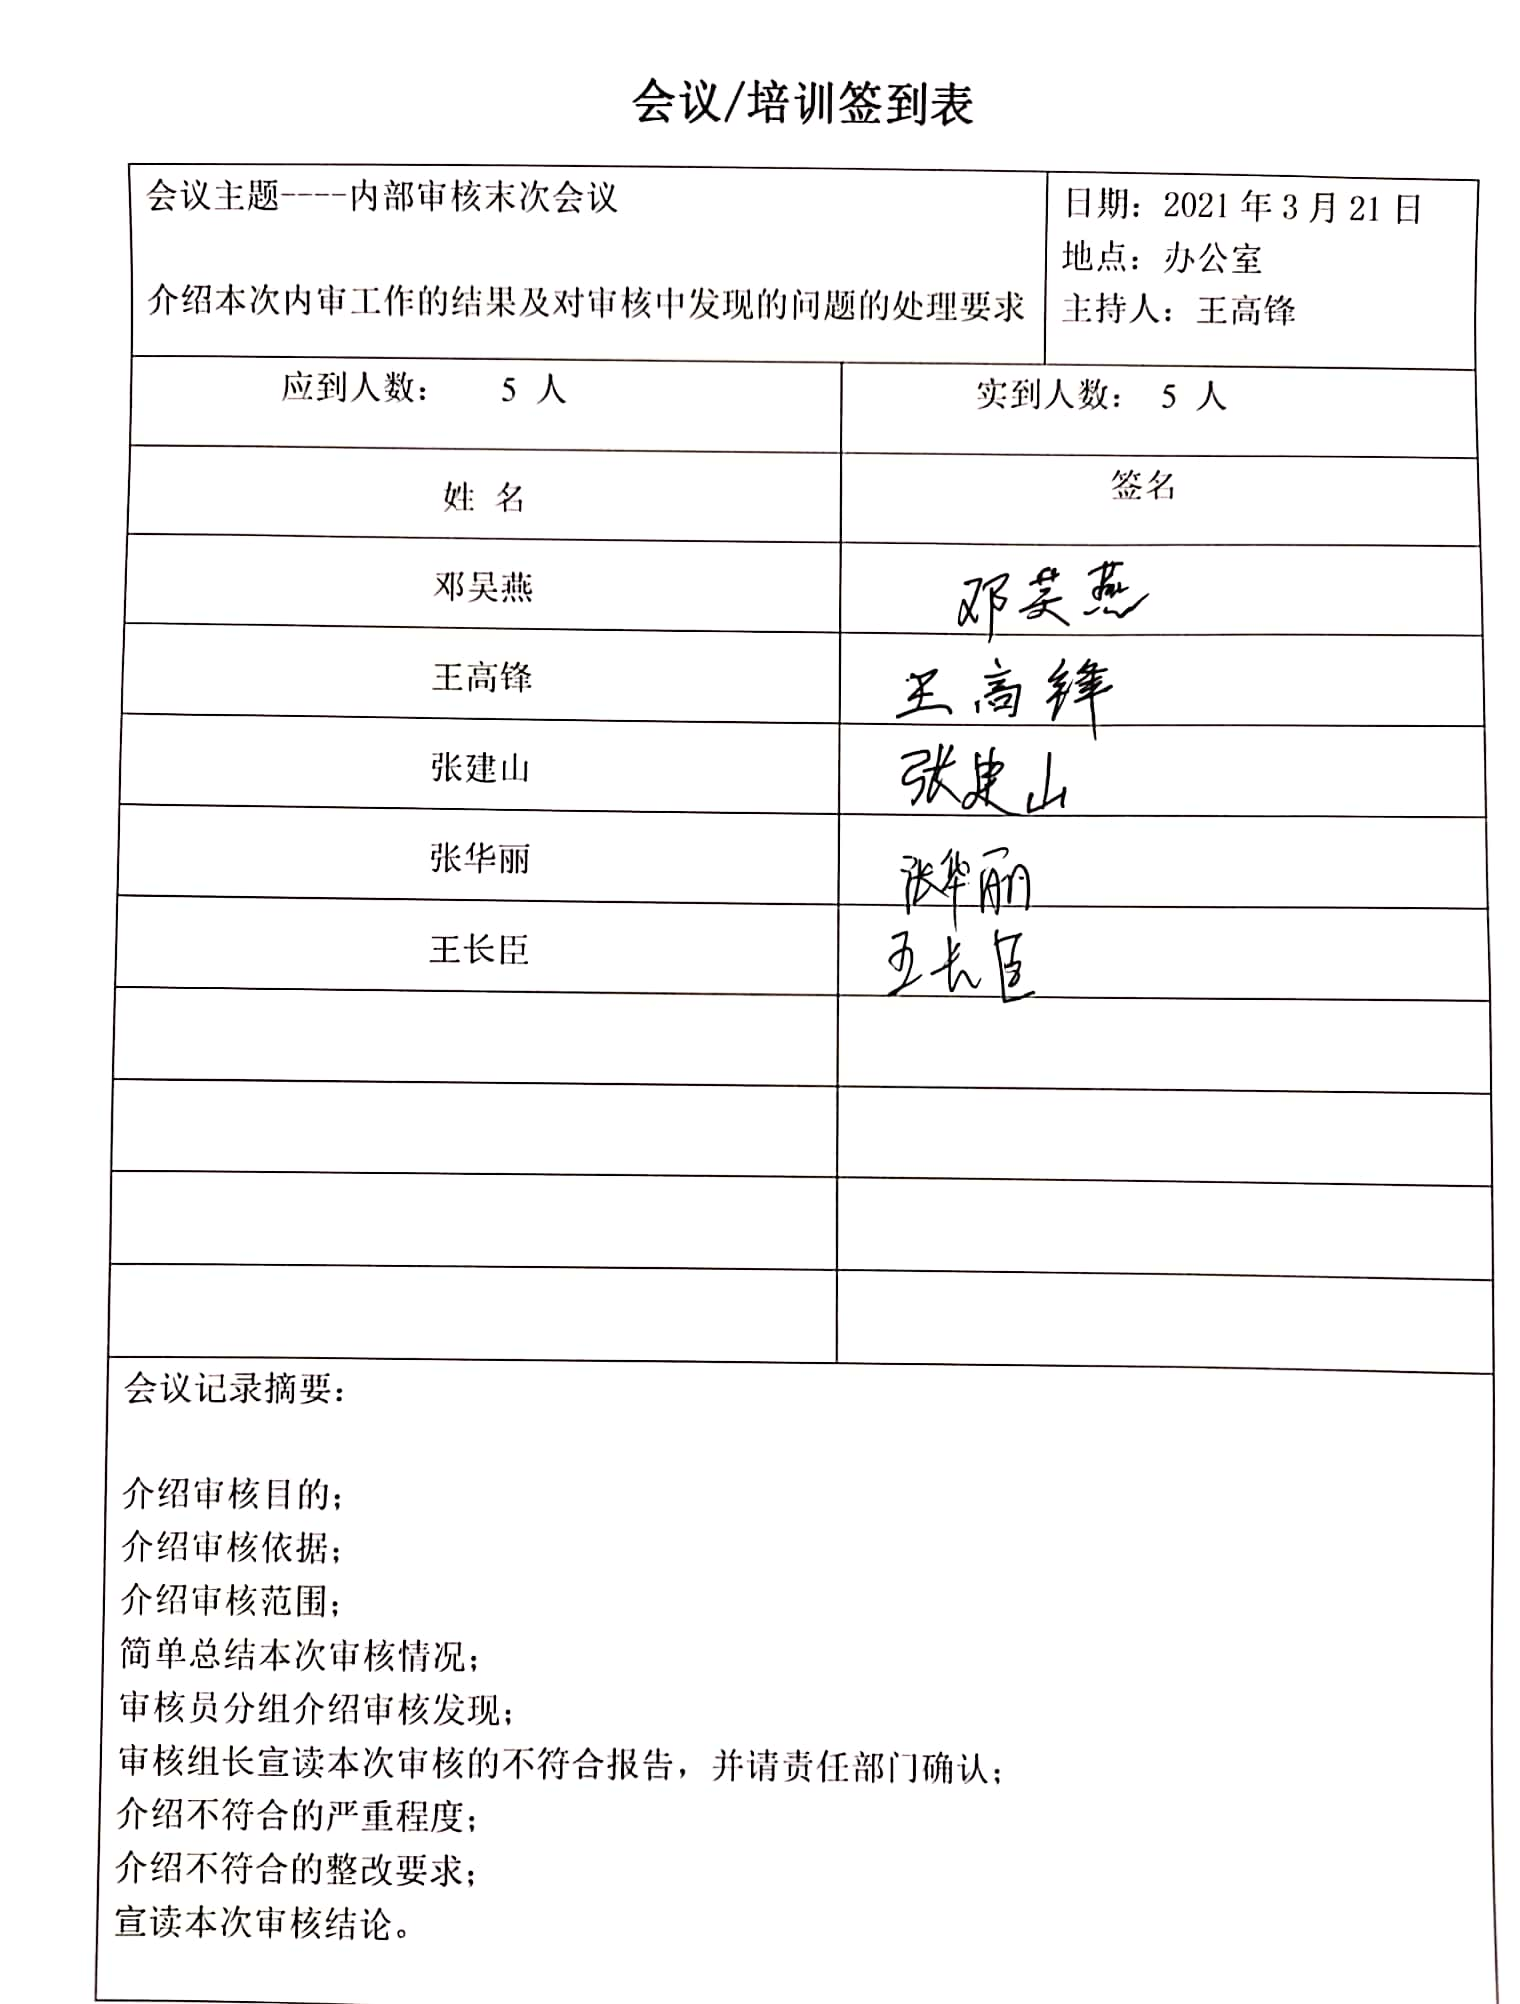 会议/培训签到表
会议主题----内部审核末次会议
介绍本次内审工作的结果及对审核中发现的问题的处理要求
日期：2021年3月21日
地点：办公室
主持人：王高锋
应到人数： 5 人
实到人数： 5 人
姓 名
签名
邓吴燕
邓芙燕
王高锋
王高锋
张建山
张建山
张华丽
张华丽
王长臣
王长臣
会议记录摘要：
介绍审核目的；
介绍审核依据；
介绍审核范围；
简单总结本次审核情况；
审核员分组介绍审核发现；
审核组长宣读本次审核的不符合报告，并请责任部门确认；
介绍不符合的严重程度；
介绍不符合的整改要求；
宣读本次审核结论。